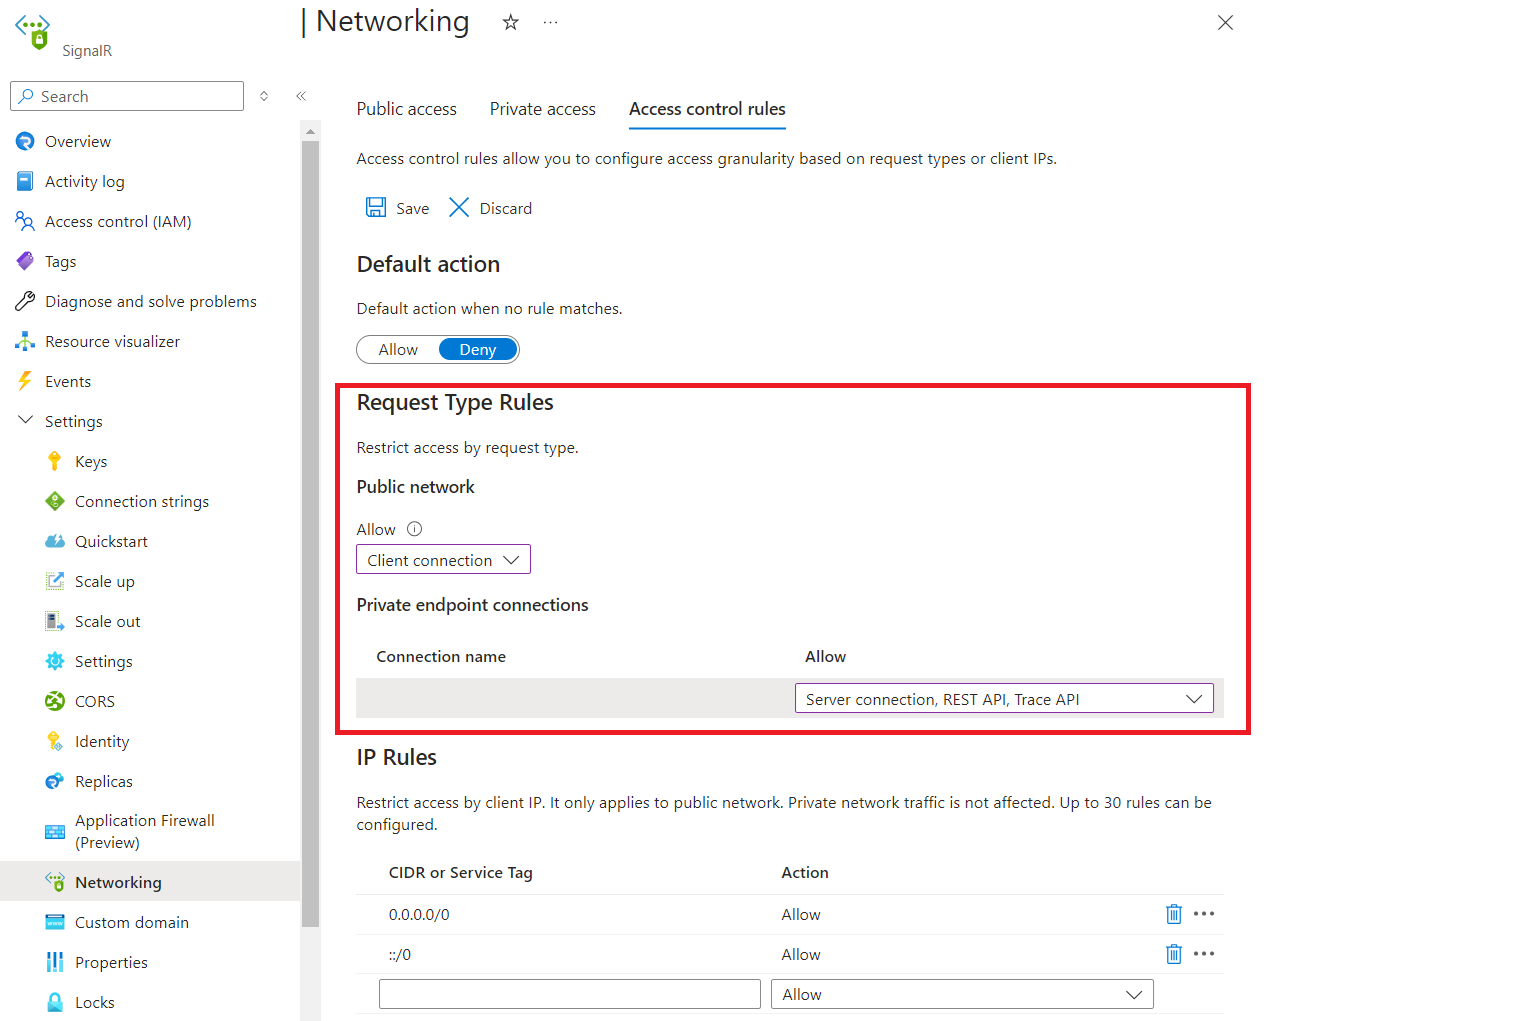 | Networking
SignalR
Search
Overview
Activity log
Access control (IAM)
Tags
Diagnose and solve problems
Resource visualizer
Events
Settings
Keys
Connection strings
Quickstart
Scale up
Scale out
Settings
CORS
Identity
Replicas
Application Firewall
(Preview)
Networking
Custom domain
Properties
Locks
Public access
Private access
Access control rules
Access control rules allow you to configure access granularity based on request types or client IPs.
Save
Discard
Default action
Default action when no rule matches.
Allow
Deny
Request Type Rules
Restrict access by request type.
Public network
Allow
Client connection
Private endpoint connections
Connection name
Allow
Server connection, REST API, Trace API
IP Rules
Restrict access by client IP. It only applies to public network. Private network traffic is not affected. Up to 30 rules can be
configured.
CIDR or Service Tag
Action
0.0.0.0/0
Allow
::/0
Allow
Allow